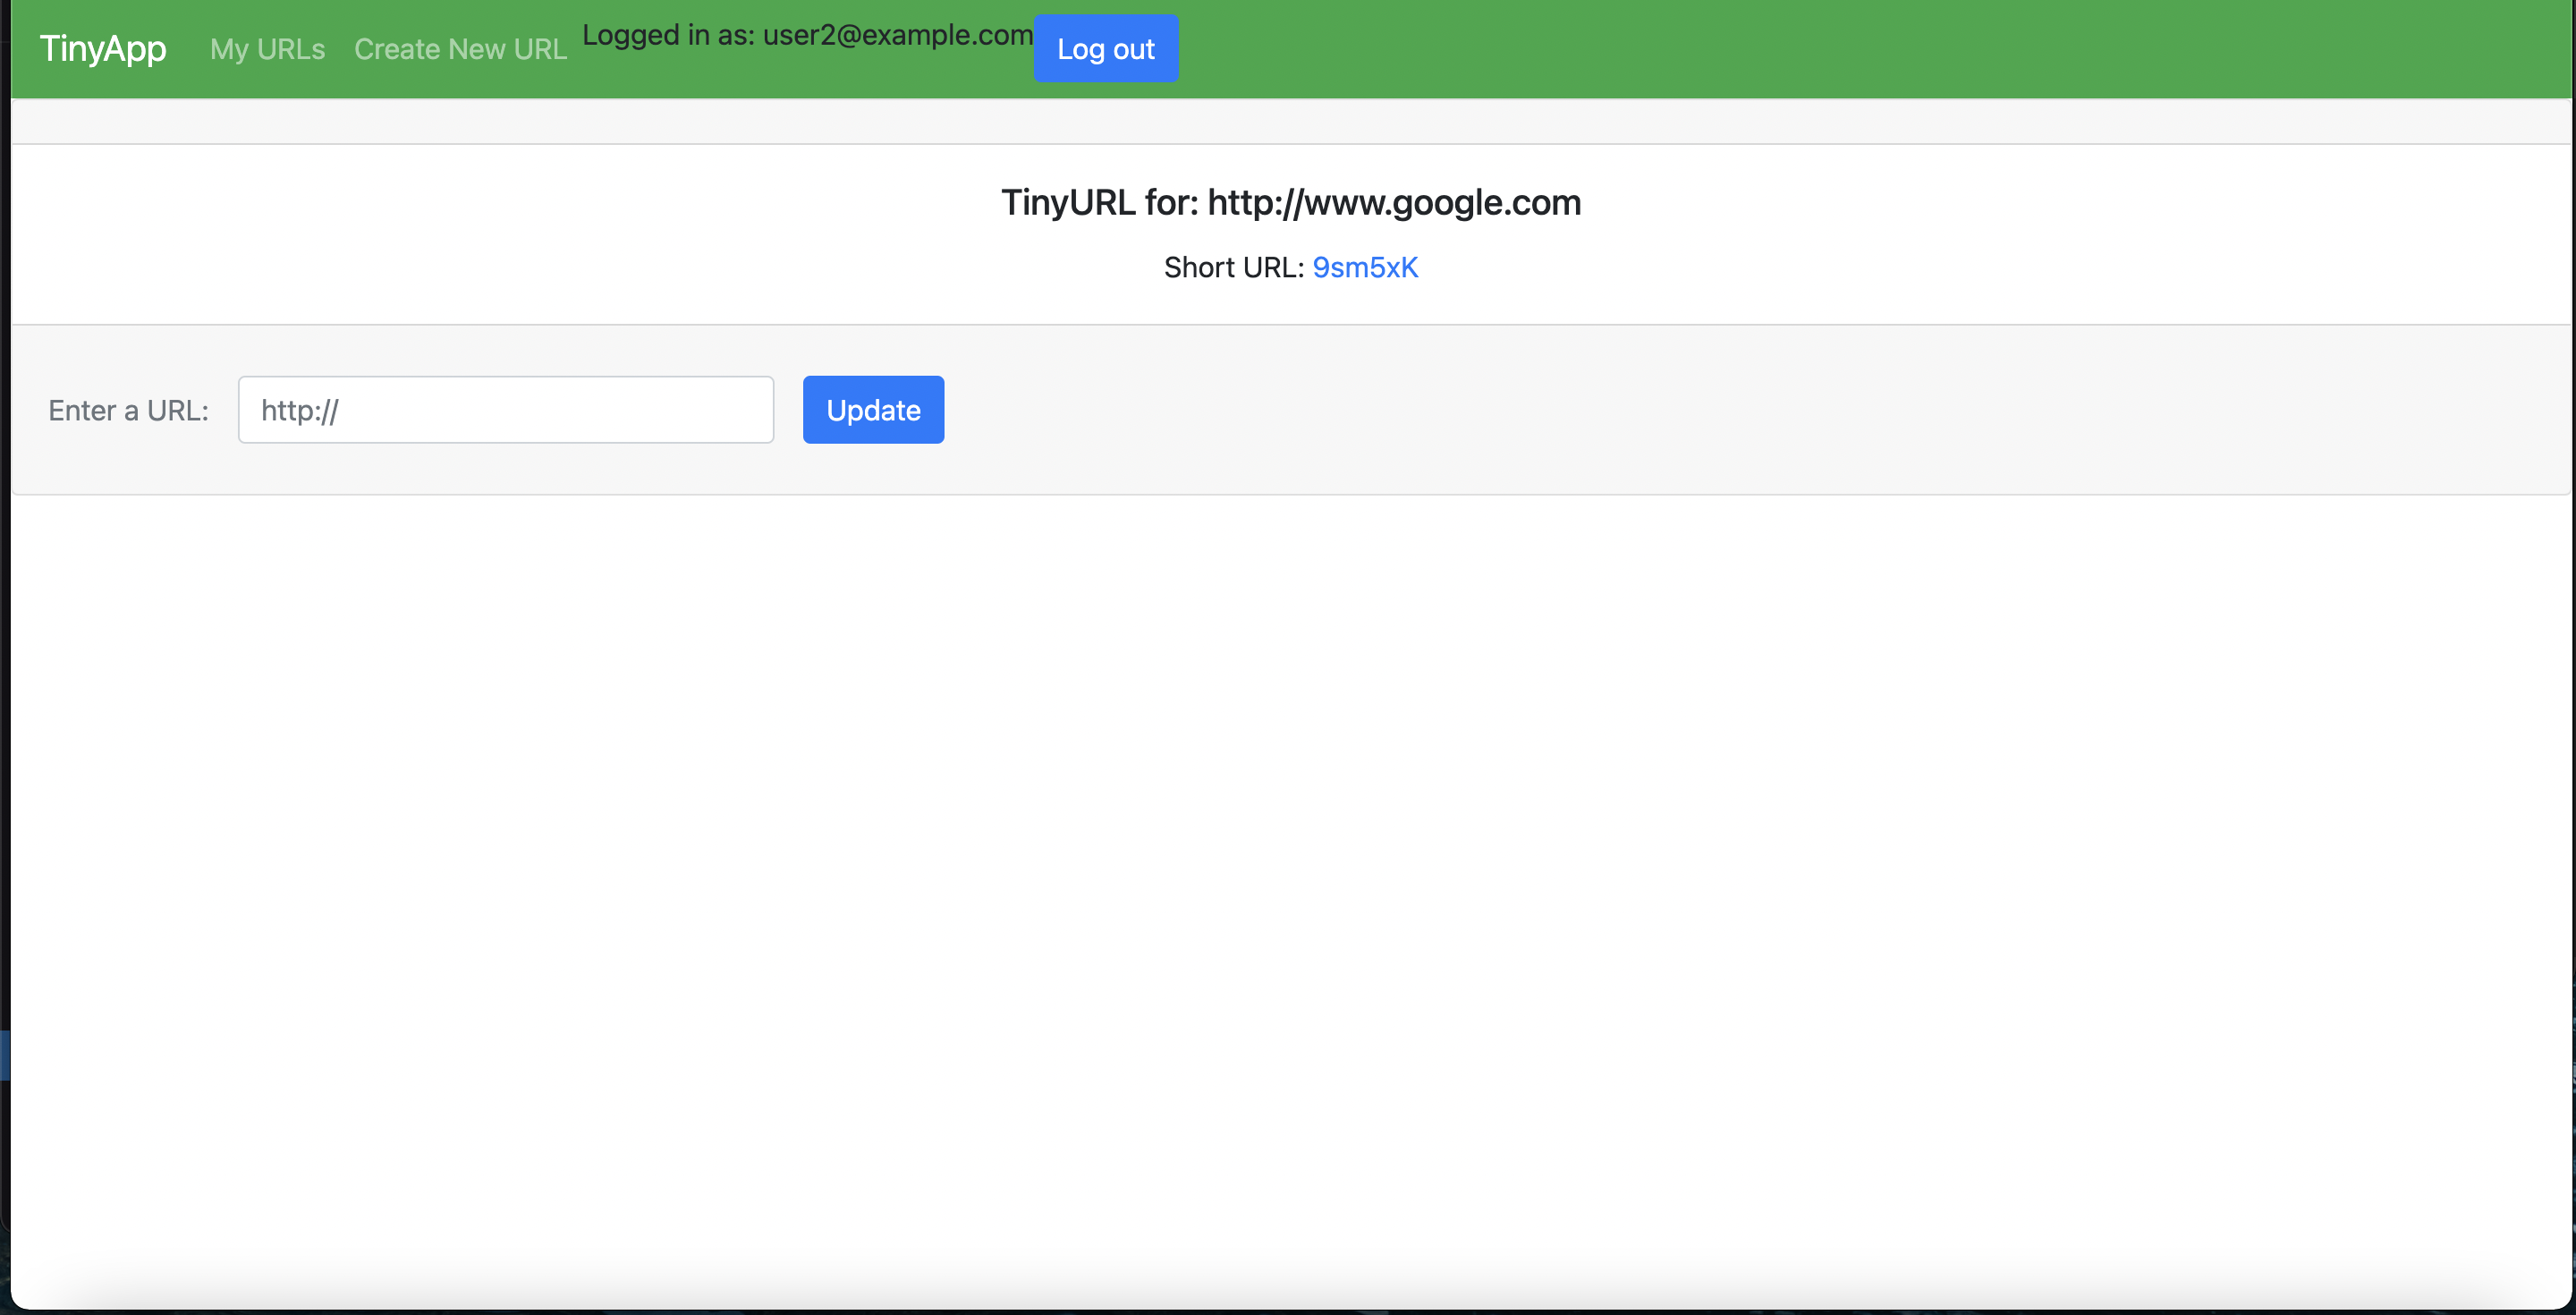 TinyApp My URLs Create New URL Logged in as: user2@example.com Log out
TinyURL for: http://www.google.com
Short URL: 9sm5xK
Enter a URL: http:// Update